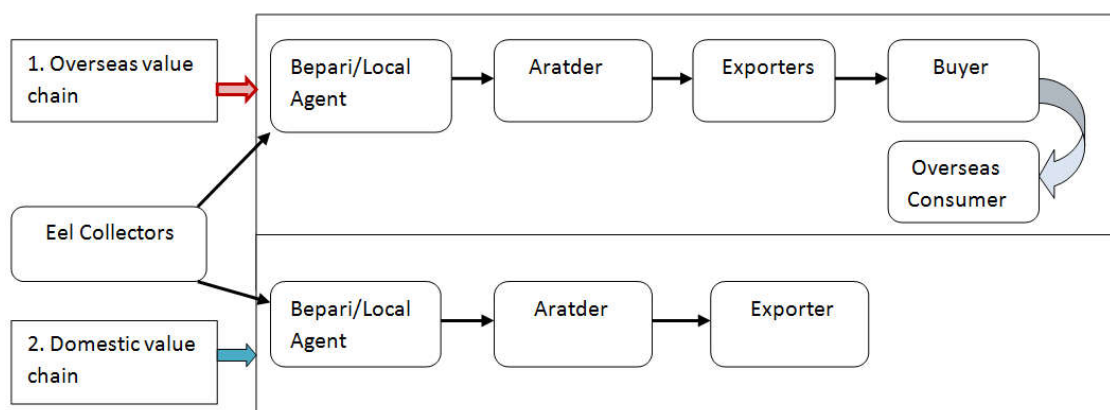 1. Overseas value
chain
Bepari/Local
Agent
Aratder
Exporters
Buyer
Overseas
Consumer
Eel Collectors
2. Domestic value
chain
Bepari/Local
Agent
Aratder
Exporter